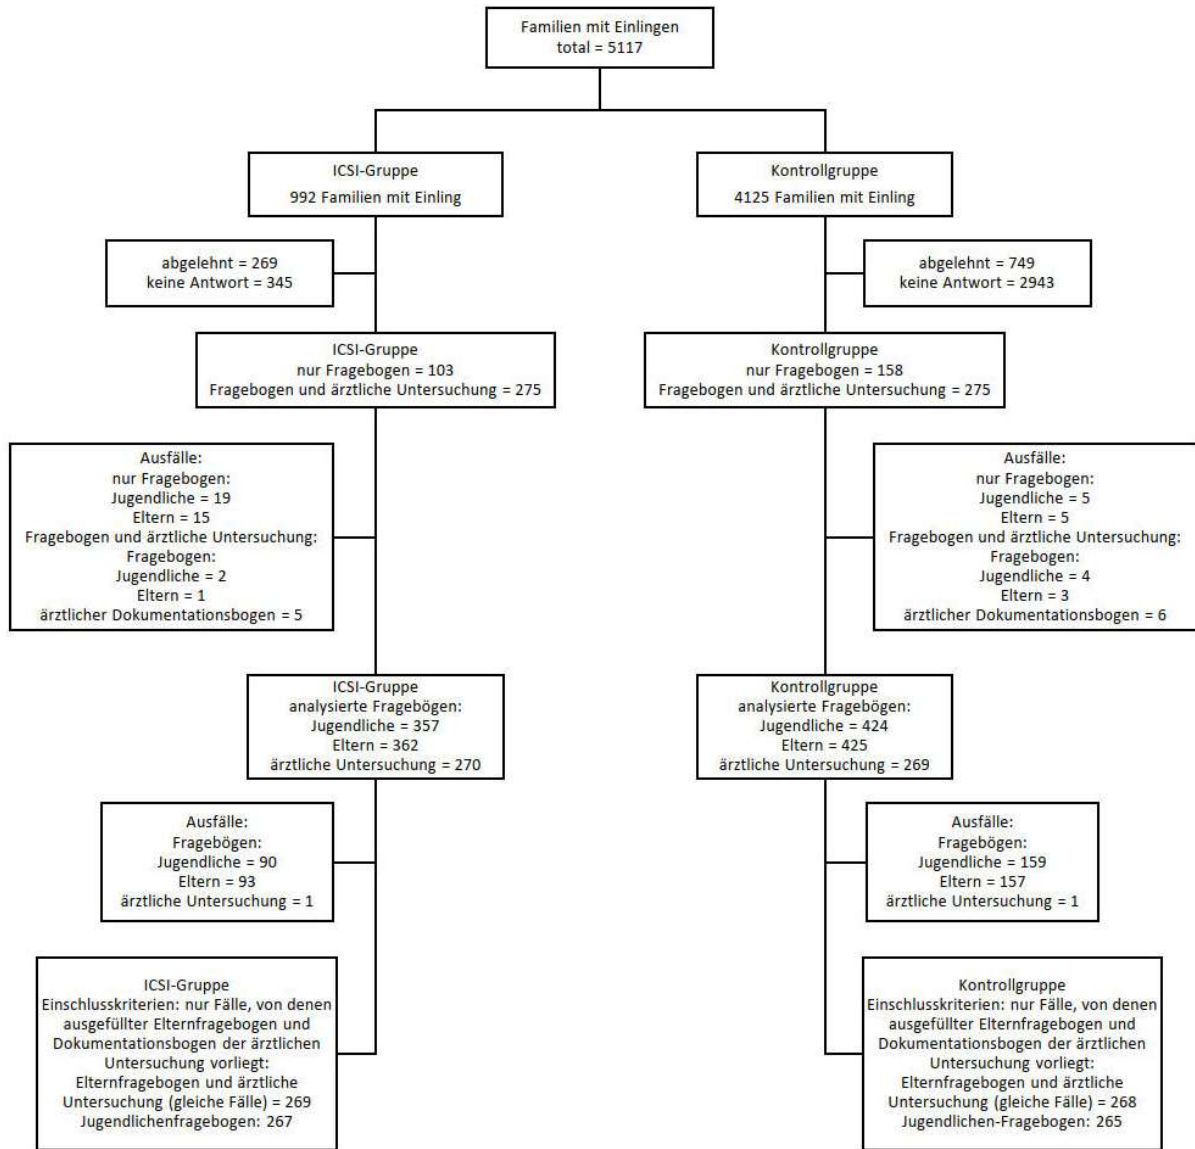 Familien mit Einlingen
total = 5117
ICSI-Gruppe
992 Familien mit Einling
Kontrollgruppe
4125 Familien mit Einling
abgelehnt = 269
keine Antwort = 345
abgelehnt = 749
keine Antwort = 2943
ICSI-Gruppe
nur Fragebogen = 103
Fragebogen und ärztliche Untersuchung = 275
Kontrollgruppe
nur Fragebogen = 158
Fragebogen und ärztliche Untersuchung = 275
Ausfälle:
nur Fragebogen:
Jugendliche = 19
Eltern = 15
Fragebogen und ärztliche Untersuchung:
Fragebogen:
Jugendliche = 2
Eltern = 1
ärztlicher Dokumentationsbogen = 5
Ausfälle:
nur Fragebogen:
Jugendliche = 5
Eltern = 5
Fragebogen und ärztliche Untersuchung:
Fragebogen:
Jugendliche = 4
Eltern = 3
ärztlicher Dokumentationsbogen = 6
ICSI-Gruppe
analysierte Fragebögen:
Jugendliche = 357
Eltern = 362
ärztliche Untersuchung = 270
Kontrollgruppe
analysierte Fragebögen:
Jugendliche = 424
Eltern = 425
ärztliche Untersuchung = 269
Ausfälle:
Fragebögen:
Jugendliche = 90
Eltern = 93
ärztliche Untersuchung = 1
Ausfälle:
Fragebögen:
Jugendliche = 159
Eltern = 157
ärztliche Untersuchung = 1
ICSI-Gruppe
Einschlusskriterien: nur Fälle, von denen
ausgefüllter Elternfragebogen und
Dokumentationsbogen der ärztlichen
Untersuchung vorliegt:
Elternfragebogen und ärztliche
Untersuchung (gleiche Fälle) = 269
Jugendlichenfragebogen: 267
Kontrollgruppe
Einschlusskriterien: nur Fälle, von denen
ausgefüllter Elternfragebogen und
Dokumentationsbogen der ärztlichen
Untersuchung vorliegt:
Elternfragebogen und ärztliche
Untersuchung (gleiche Fälle) = 268
Jugendlichen-Fragebogen: 265